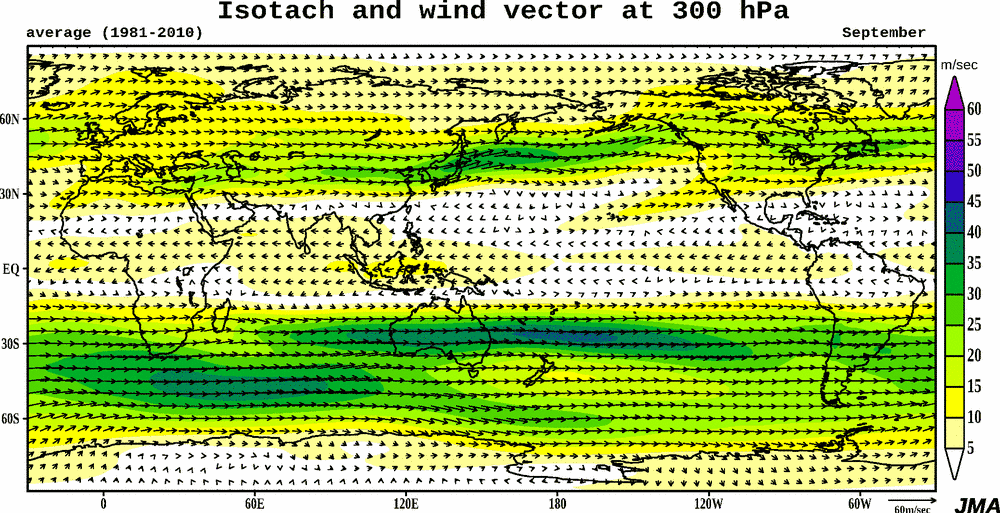 Isotach and wind vector at 300 hPa
average (1981-2010)
September
m/sec
60
55
50
45
40
35
30
25
20
15
10
5
60N
30N
EQ
30S
60S
0
60E
120E
180
120W
60W
60m/sec
JMA